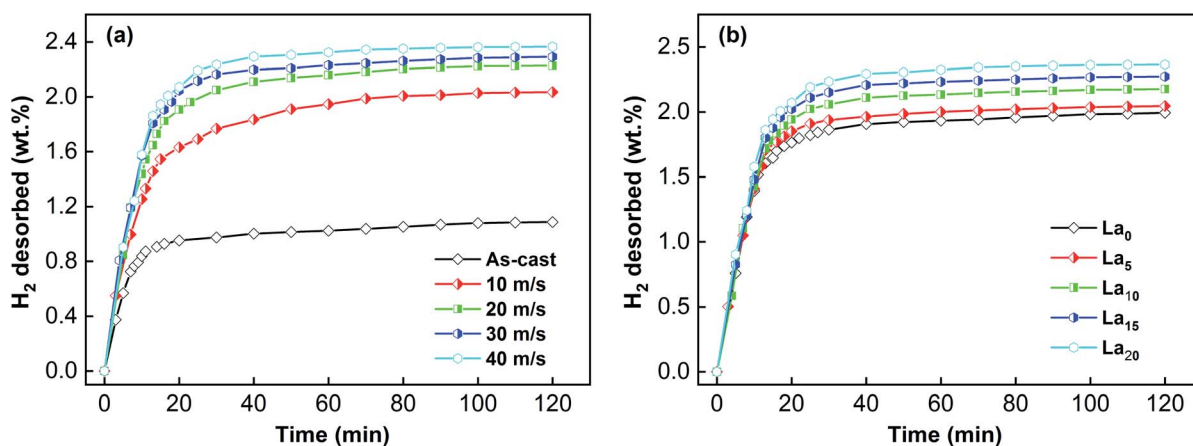 (a)
H₂ desorbed (wt.%)
2.4
2.0
1.6
1.2
0.8
0.4
0.0
As-cast
10 m/s
20 m/s
30 m/s
40 m/s
0 20 40 60 80 100 120
Time (min)
(b)
H₂ desorbed (wt.%)
2.5
2.0
1.5
1.0
0.5
0.0
La₀
La₅
La₁₀
La₁₅
La₂₀
0 20 40 60 80 100 120
Time (min)